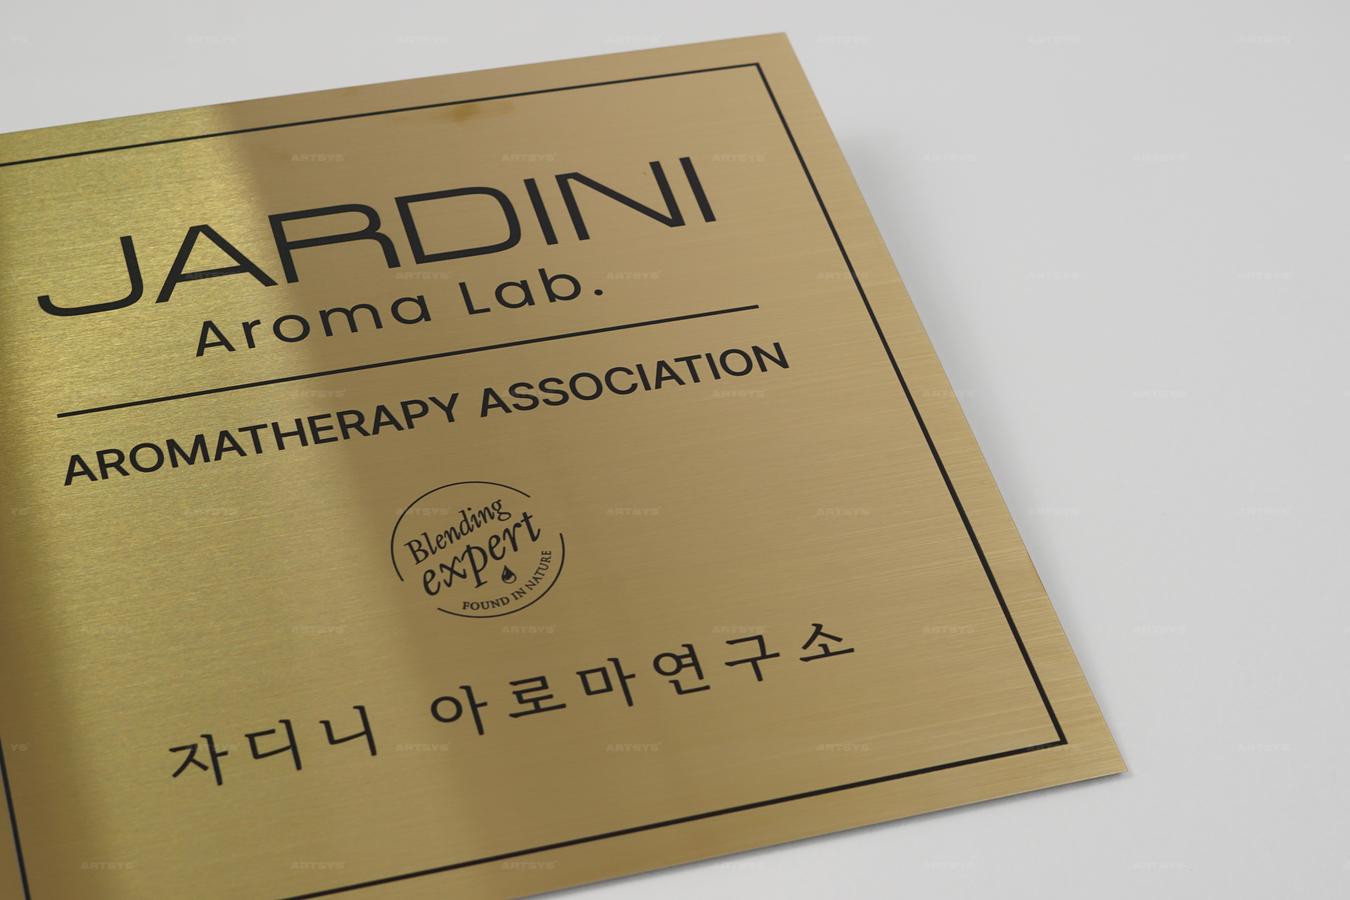 JARDINI
Aroma Lab.
AROMATHERAPY ASSOCIATION
Blending
expert
FOUND IN NATURE
자디니 아로마연구소
ARTSYS